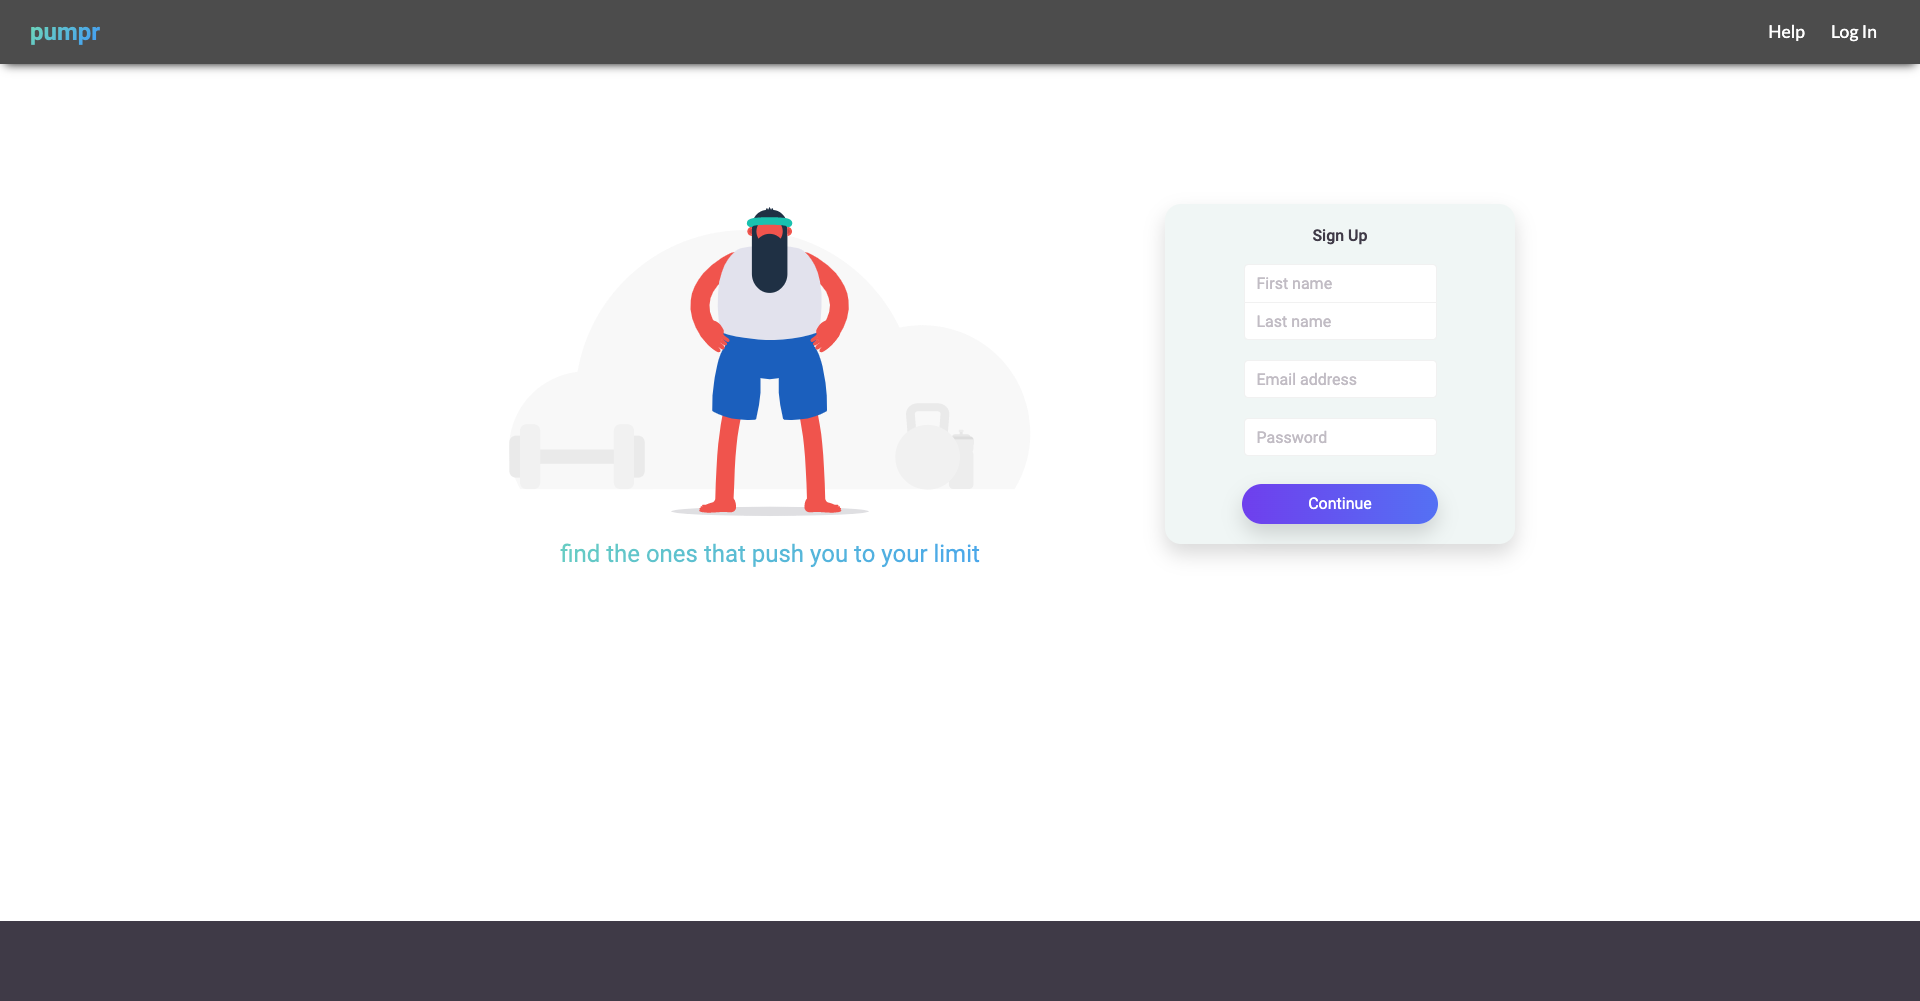 pumpr
Help
Log In
Sign Up
First name
Last name
Email address
Password
Continue
find the ones that push you to your limit